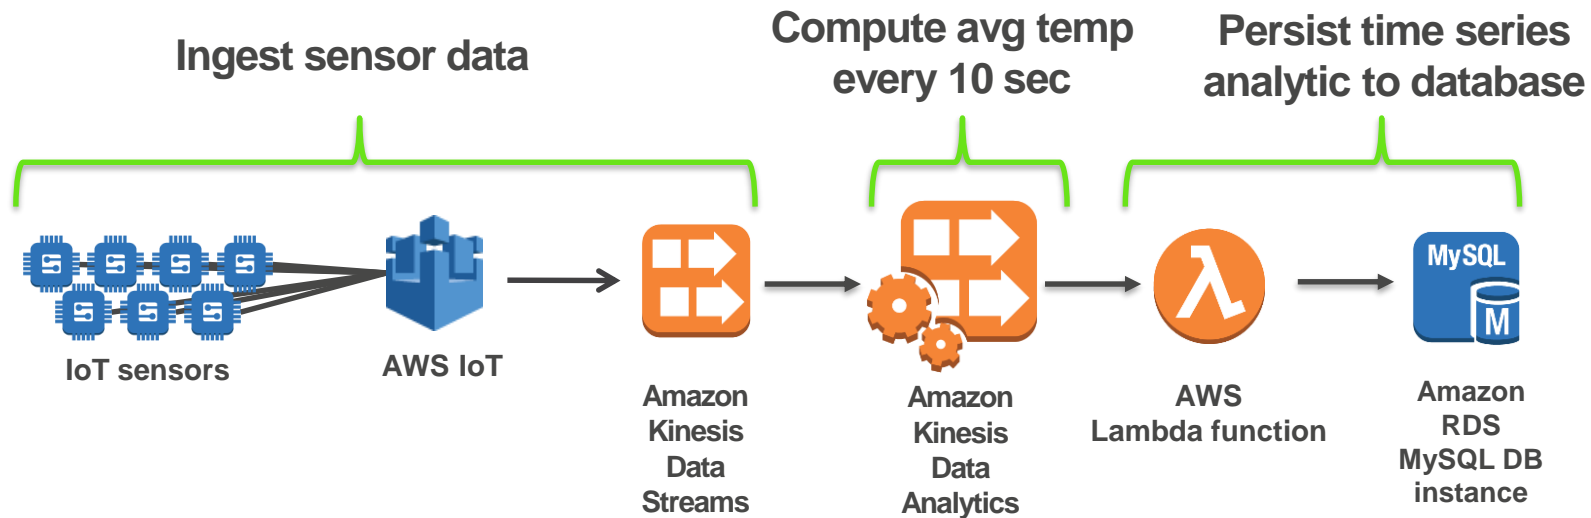 Ingest sensor data
Compute avg temp
every 10 sec
Persist time series
analytic to database
IoT sensors
AWS IoT
Amazon
Kinesis
Data
Streams
Amazon
Kinesis
Data
Analytics
AWS
Lambda function
MySQL
M
Amazon
RDS
MySQL DB
instance